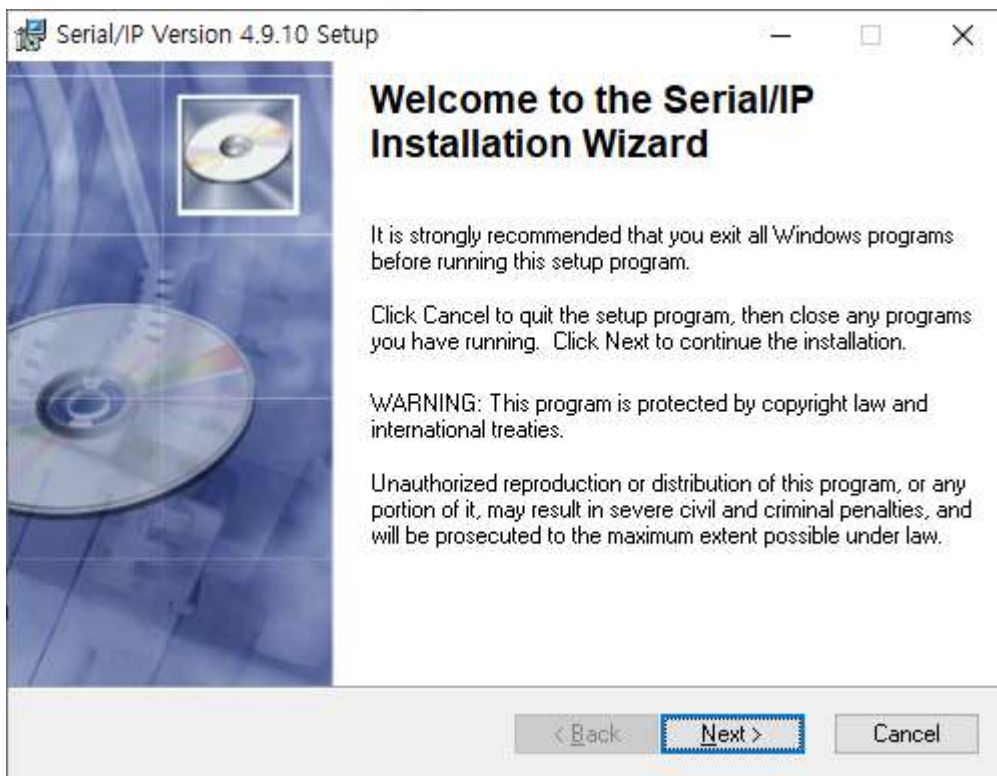 Serial/IP Version 4.9.10 Setup
Welcome to the Serial/IP
Installation Wizard
It is strongly recommended that you exit all Windows programs
before running this setup program.
Click Cancel to quit the setup program, then close any programs
you have running.  Click Next to continue the installation.
WARNING: This program is protected by copyright law and
international treaties.
Unauthorized reproduction or distribution of this program, or any
portion of it, may result in severe civil and criminal penalties, and
will be prosecuted to the maximum extent possible under law.
< Back Next > Cancel